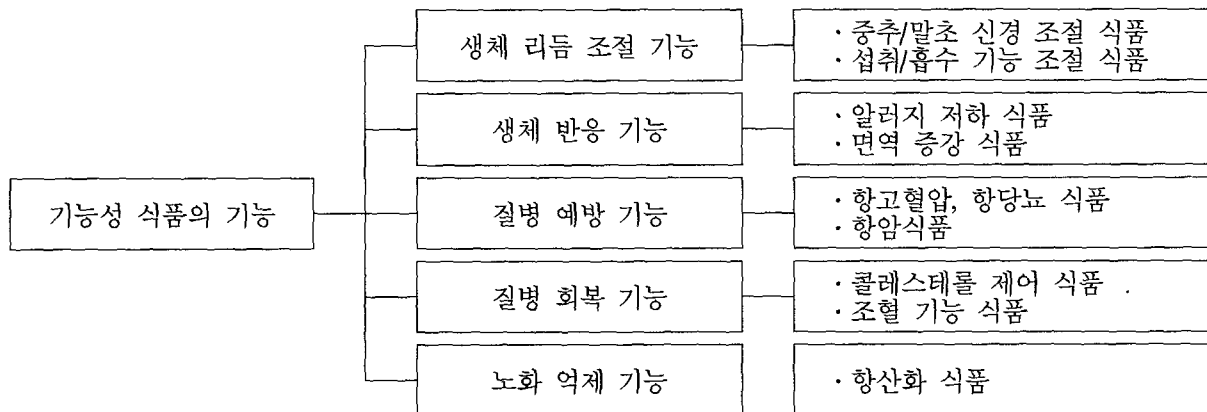 생체 리듬 조절 기능
· 중추/말초 신경 조절 식품
· 섭취/흡수 기능 조절 식품
생체 반응 기능
· 알러지 저하 식품
· 면역 증강 식품
기능성 식품의 기능
질병 예방 기능
· 항고혈압, 항당뇨 식품
· 항암식품
질병 회복 기능
· 콜레스테롤 제어 식품
· 조혈 기능 식품
노화 억제 기능
· 항산화 식품